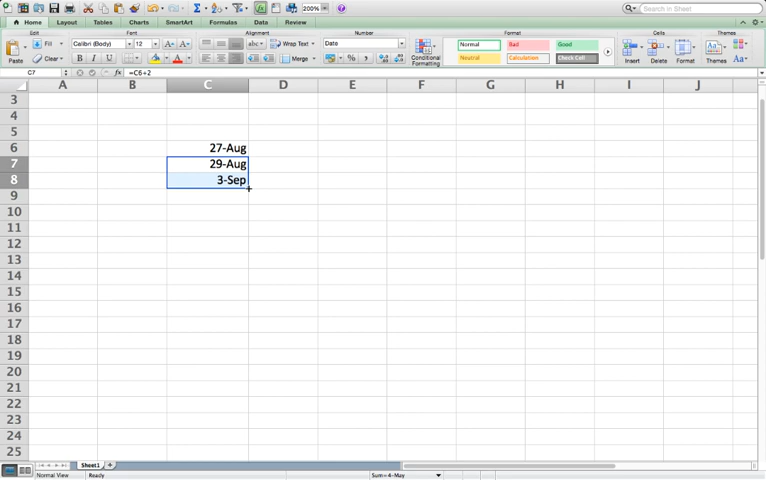 200%
Search in Sheet
Home Layout Tables Charts SmartArt Formulas Data Review
Edit Font Alignment Number Format Cells Themes
Fill Calibri (Body) 12 A A abc Wrap Text Date Normal Bad Good
Paste Clear B I U A Merge % , Conditional Formatting Neutral Calculation Check Cell Insert Delete Format Themes Aa
C7 fx =C6+2
A B C D E F G H I J
3
4
5
6 27-Aug
7 29-Aug
8 3-Sep
9
10
11
12
13
14
15
16
17
18
19
20
21
22
23
24
25
Sheet1
Normal View Ready Sum=4-May